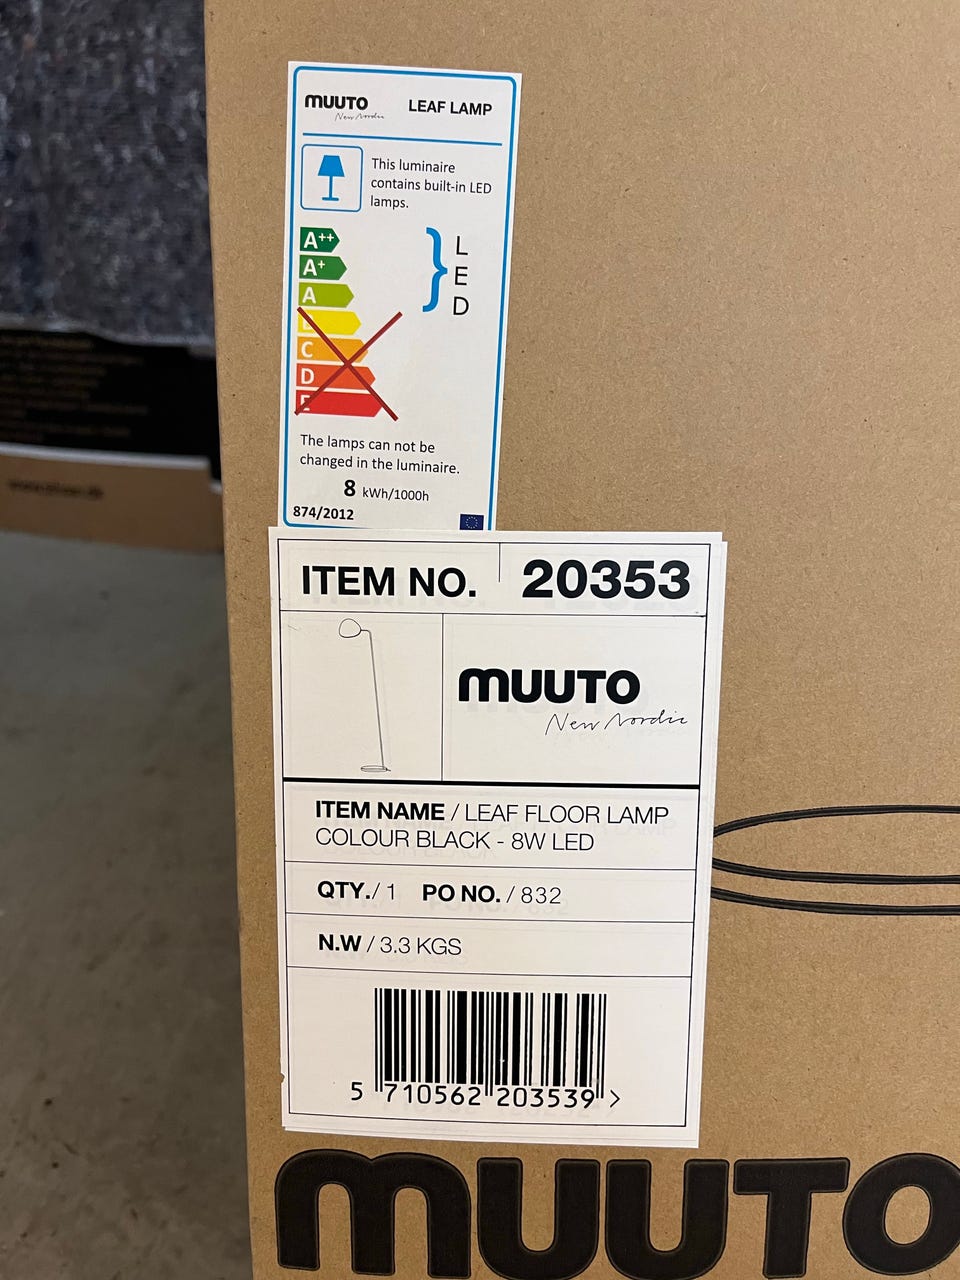 muuto LEAF LAMP
New Nordic
This luminaire
contains built-in LED
lamps.
A++
A+
A
C
D
E
L
E
D
The lamps can not be
changed in the luminaire.
8 kWh/1000h
874/2012
ITEM NO. 20353
muuto
New Nordic
ITEM NAME / LEAF FLOOR LAMP
COLOUR BLACK - 8W LED
QTY./ 1 PO NO. / 832
N.W / 3.3 KGS
5 710562 203539 >
muuto